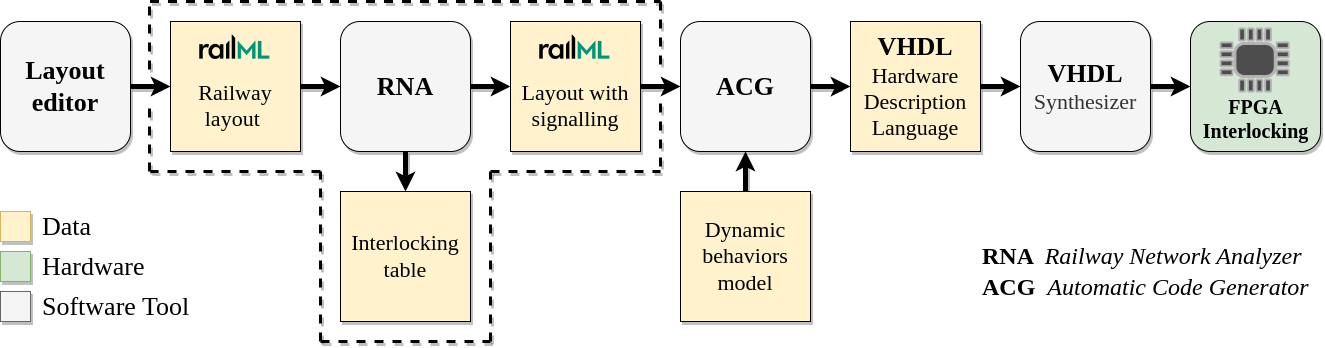 Layout
editor
railML
Railway
layout
RNA
railML
Layout with
signalling
ACG
VHDL
Hardware
Description
Language
VHDL
Synthesizer
FPGA
Interlocking
Interlocking
table
Dynamic
behaviors
model
Data
Hardware
Software Tool
RNA Railway Network Analyzer
ACG Automatic Code Generator